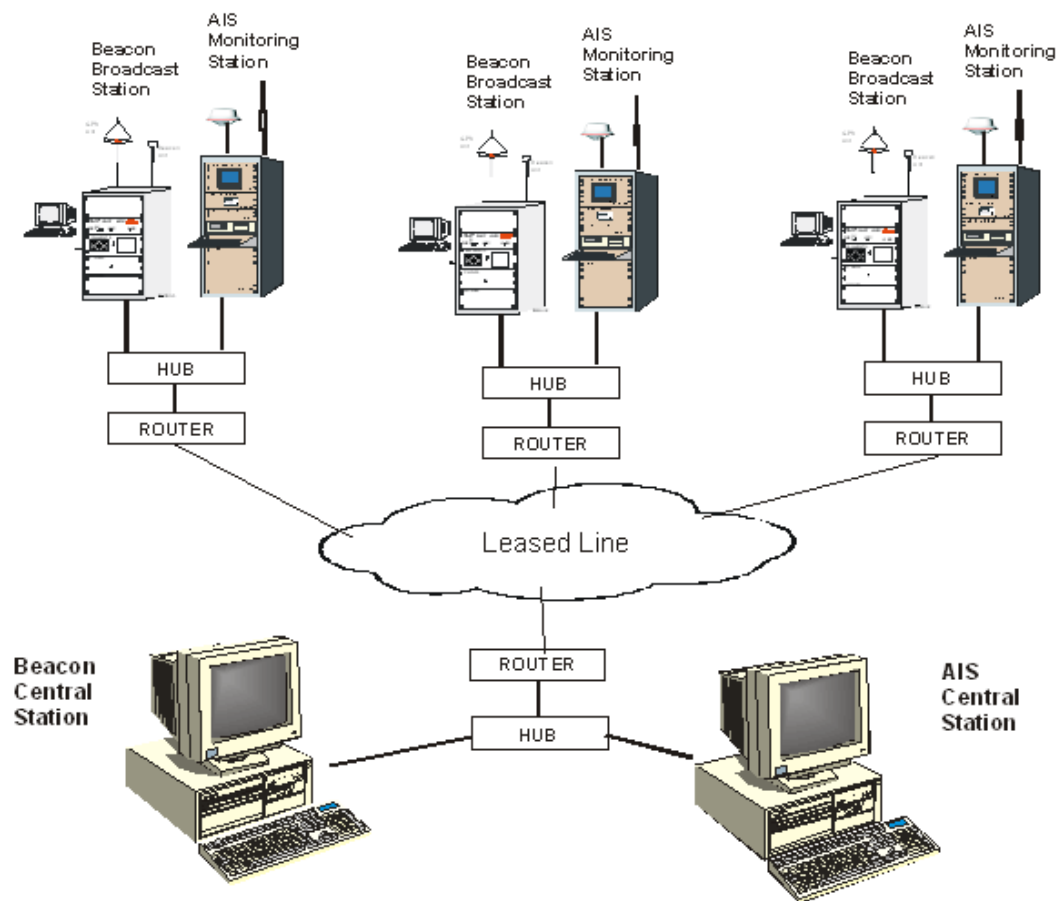 AIS
Monitoring
Station
Beacon
Broadcast
Station
AIS
Monitoring
Station
Beacon
Broadcast
Station
AIS
Monitoring
Station
Beacon
Broadcast
Station
HUB
ROUTER
HUB
ROUTER
HUB
ROUTER
Leased Line
Beacon
Central
Station
ROUTER
HUB
AIS
Central
Station